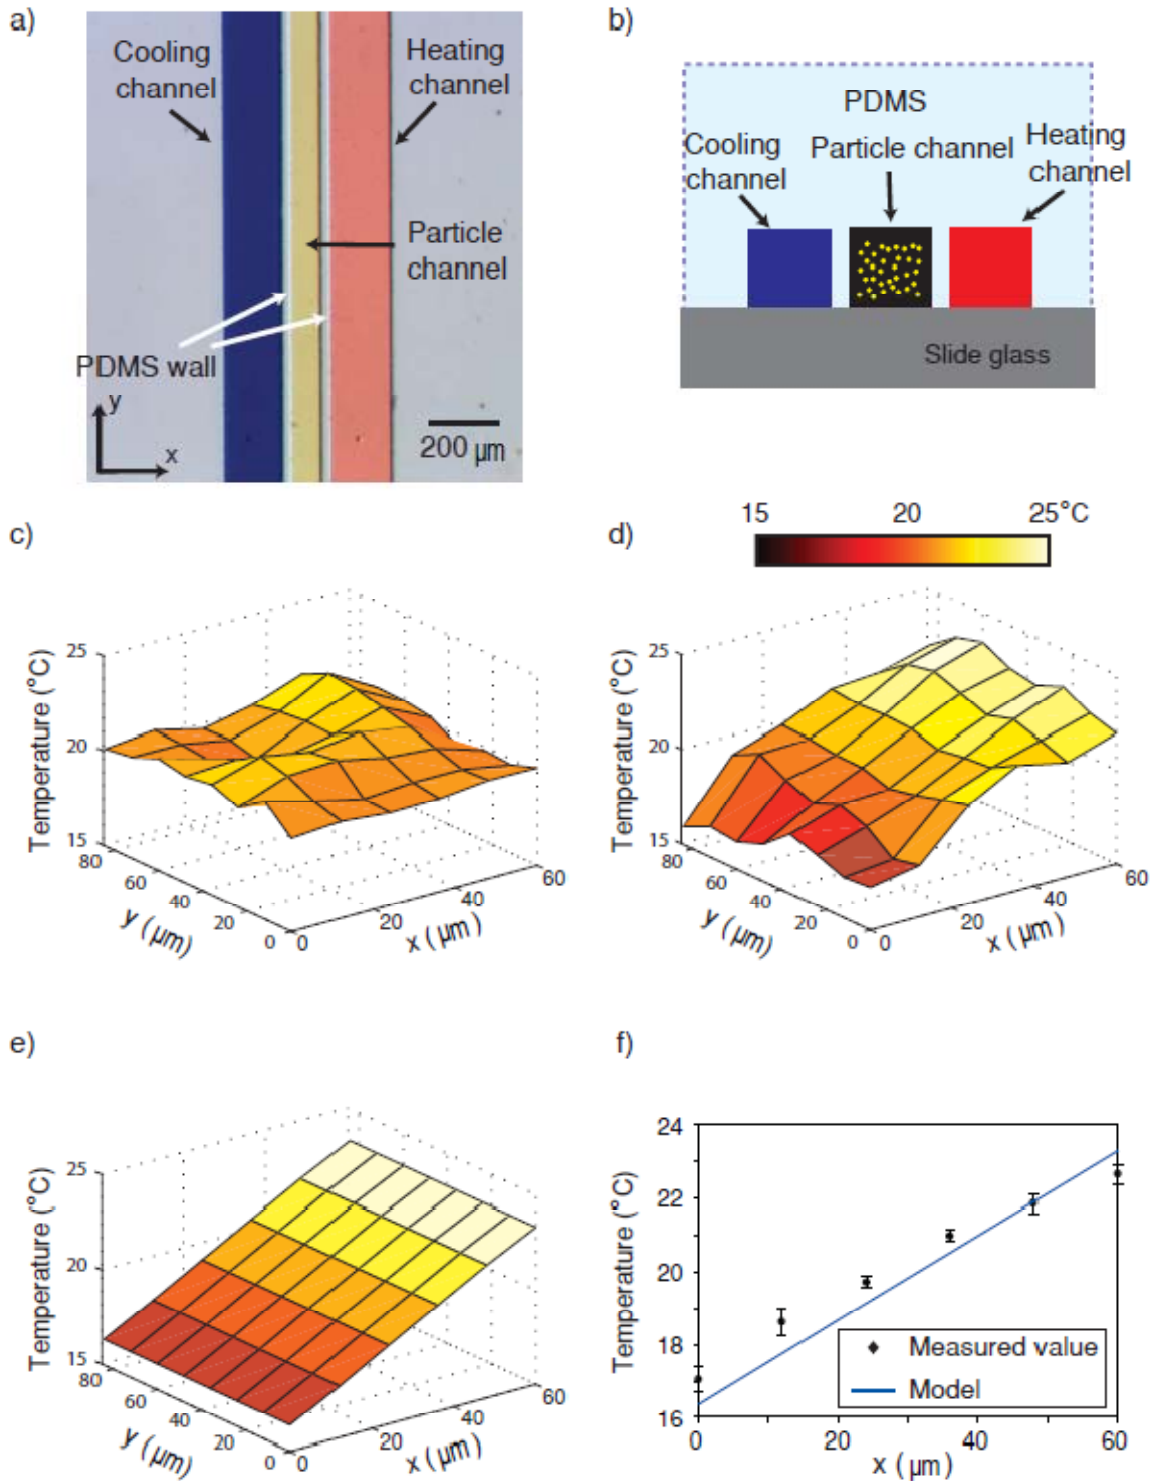 a)
Cooling
channel
Heating
channel
Particle
channel
PDMS wall
y
x
200 μm
b)
PDMS
Cooling
channel
Particle channel
Heating
channel
Slide glass
15 20 25°C
c)
Temperature (°C)
25
20
15
80
60
40
20
0
y (μm)
0
20
40
60
x (μm)
d)
Temperature (°C)
25
20
15
80
60
40
20
0
y (μm)
0
20
40
60
x (μm)
e)
Temperature (°C)
25
20
15
80
60
40
20
0
y (μm)
0
20
40
60
x (μm)
f)
Temperature (°C)
24
22
20
18
16
Measured value
Model
0 20 40 60
x (μm)